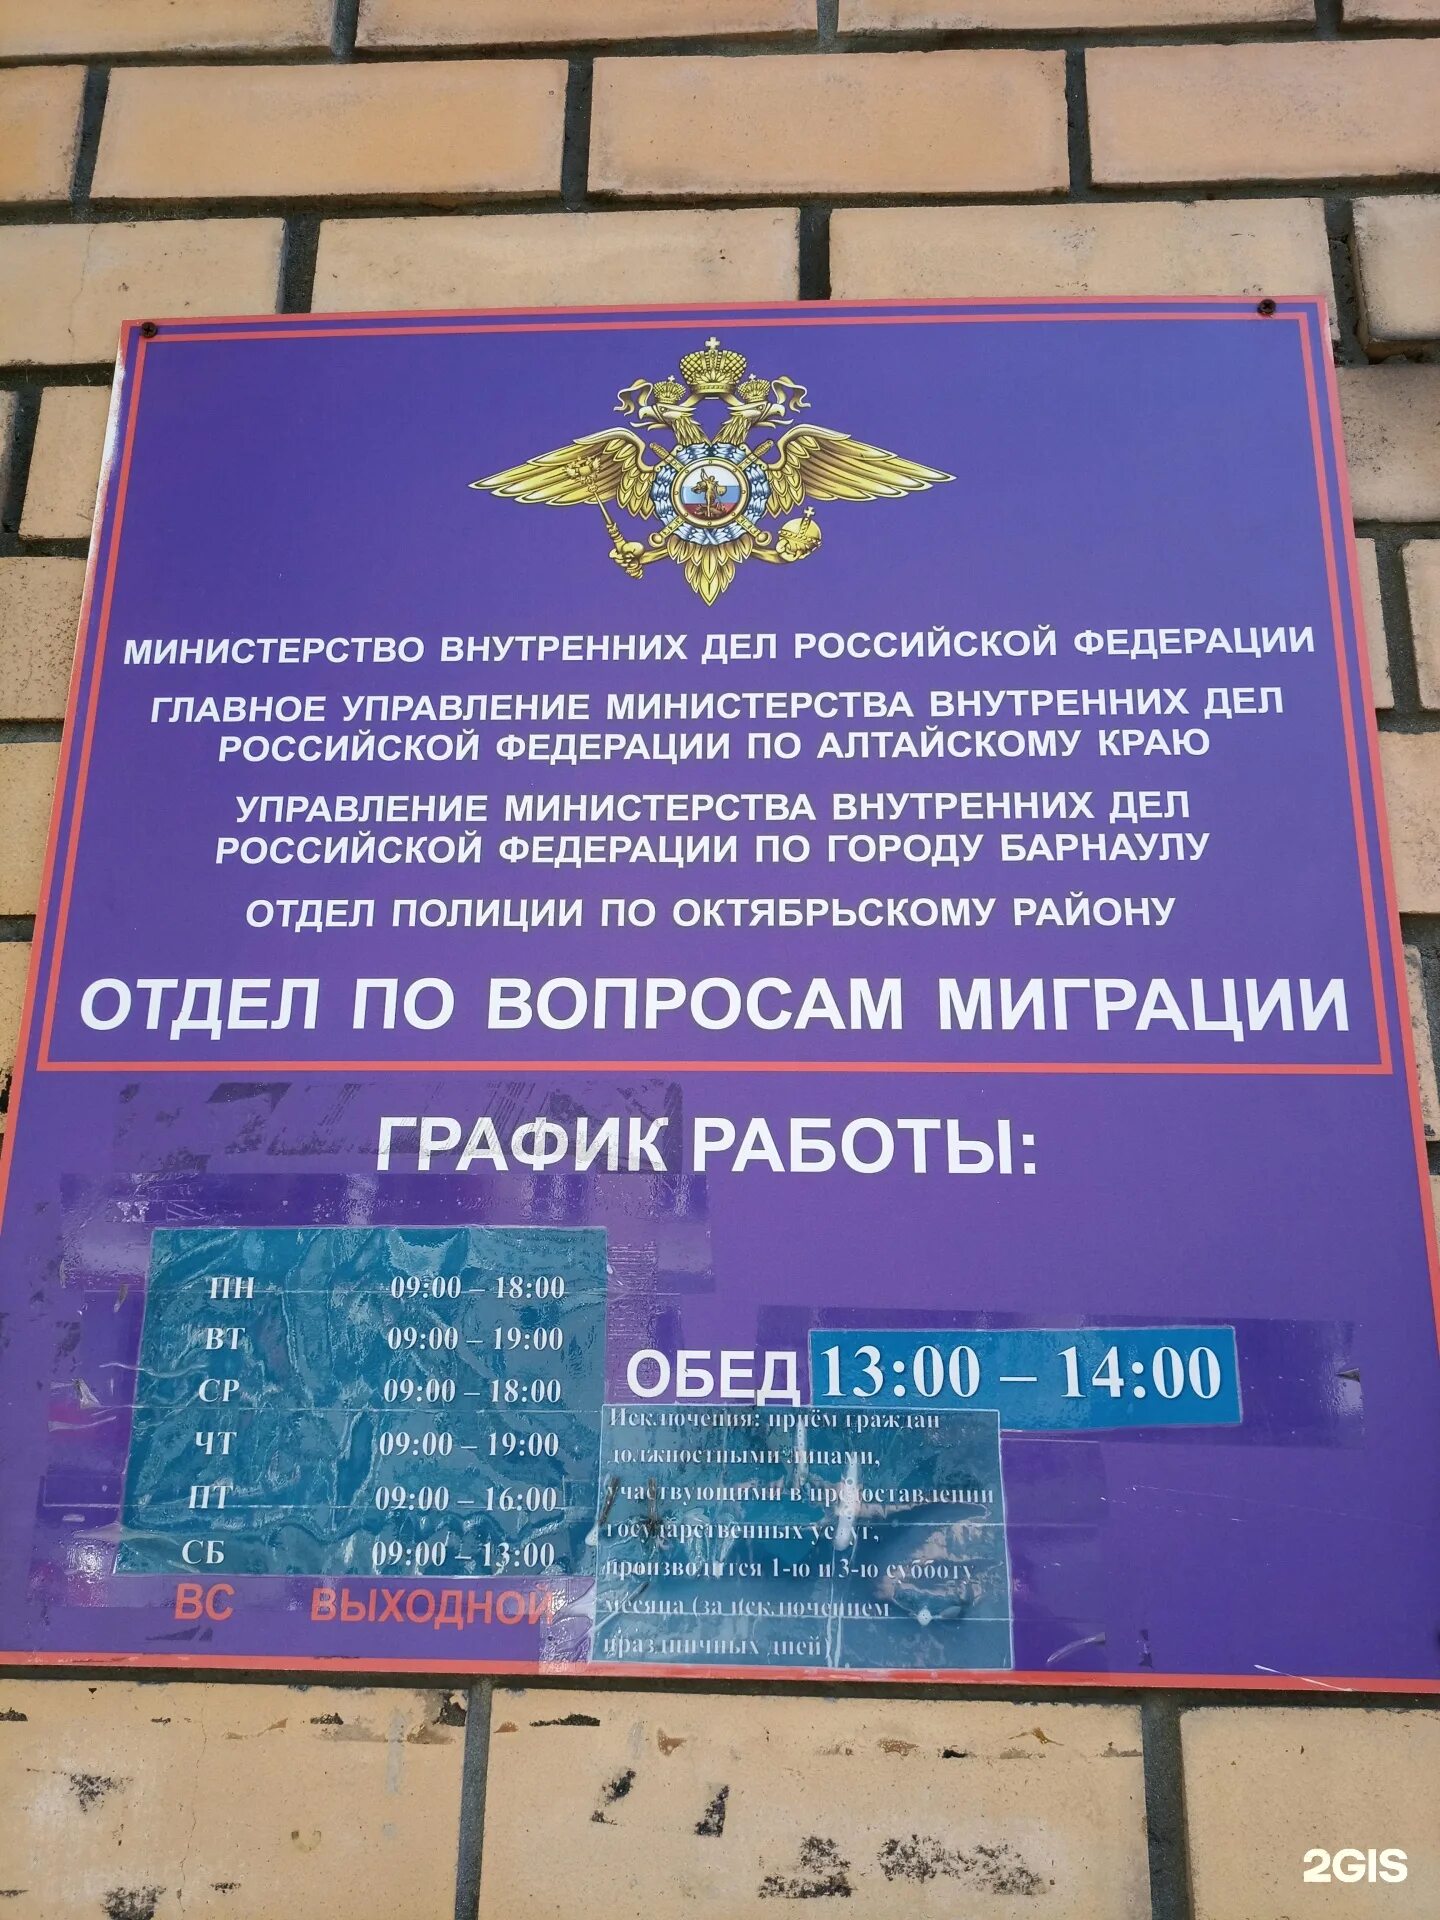 МИНИСТЕРСТВО ВНУТРЕННИХ ДЕЛ РОССИЙСКОЙ ФЕДЕРАЦИИ
ГЛАВНОЕ УПРАВЛЕНИЕ МИНИСТЕРСТВА ВНУТРЕННИХ ДЕЛ
РОССИЙСКОЙ ФЕДЕРАЦИИ ПО АЛТАЙСКОМУ КРАЮ
УПРАВЛЕНИЕ МИНИСТЕРСТВА ВНУТРЕННИХ ДЕЛ
РОССИЙСКОЙ ФЕДЕРАЦИИ ПО ГОРОДУ БАРНАУЛУ
ОТДЕЛ ПОЛИЦИИ ПО ОКТЯБРЬСКОМУ РАЙОНУ
ОТДЕЛ ПО ВОПРОСАМ МИГРАЦИИ
ГРАФИК РАБОТЫ:
ПН 09:00 – 18:00
ВТ 09:00 – 19:00
СР 09:00 – 18:00
ЧТ 09:00 – 19:00
ПТ 09:00 – 16:00
СБ 09:00 – 13:00
ВС ВЫХОДНОЙ
ОБЕД 13:00 – 14:00
Исключения: приём граждан
должностными лицами,
участвующими в предоставлении
государственных услуг,
производится 1-ю и 3-ю субботу
месяца (за исключением
праздничных дней)
2GIS